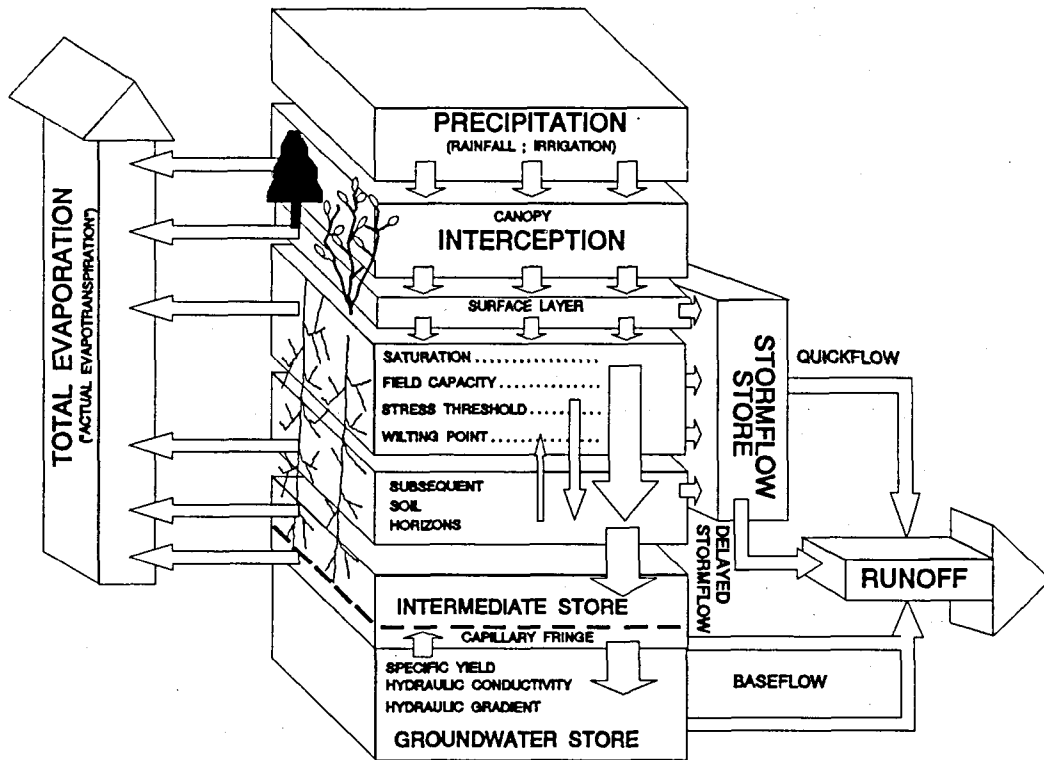 PRECIPITATION
(RAINFALL ; IRRIGATION)
CANOPY
INTERCEPTION
SURFACE LAYER
SATURATION....................
FIELD CAPACITY................
STRESS THRESHOLD..............
WILTING POINT.................
SUBSEQUENT
SOIL
HORIZONS
INTERMEDIATE STORE
CAPILLARY FRINGE
SPECIFIC YIELD
HYDRAULIC CONDUCTIVITY
HYDRAULIC GRADIENT
GROUNDWATER STORE
TOTAL EVAPORATION
("ACTUAL EVAPOTRANSPIRATION")
STORMFLOW
STORE
QUICKFLOW
DELAYED
STORMFLOW
RUNOFF
BASEFLOW